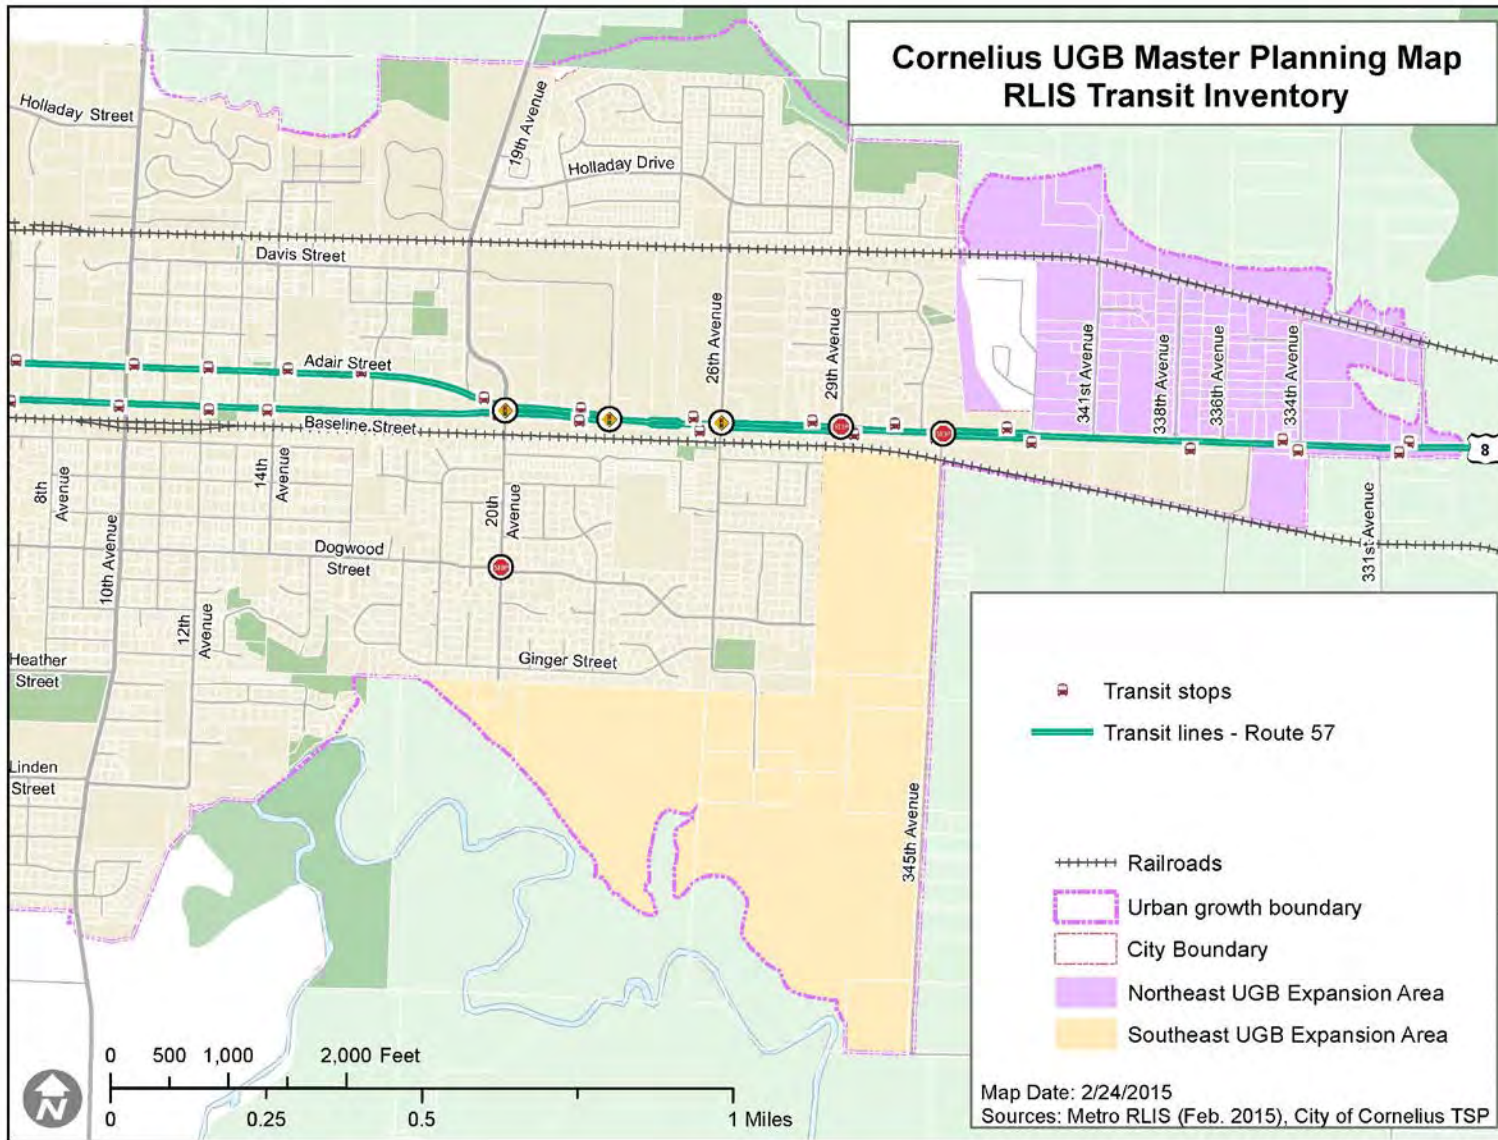 Cornelius UGB Master Planning Map
RLIS Transit Inventory
Holladay Street
19th Avenue
Holladay Drive
Davis Street
26th Avenue
29th Avenue
341st Avenue
338th Avenue
336th Avenue
334th Avenue
Adair Street
Baseline Street
8
8th
Avenue
14th
Avenue
20th
Avenue
10th Avenue
Dogwood
Street
STOP
331st Avenue
12th
Avenue
Heather
Street
Ginger Street
Linden
Street
345th Avenue
Transit stops
Transit lines - Route 57
Railroads
Urban growth boundary
City Boundary
Northeast UGB Expansion Area
Southeast UGB Expansion Area
Map Date: 2/24/2015
Sources: Metro RLIS (Feb. 2015), City of Cornelius TSP
0 500 1,000 2,000 Feet
0 0.25 0.5 1 Miles
N